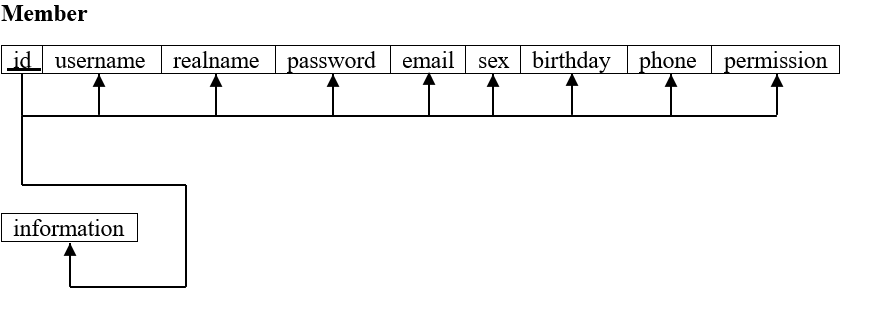 Member
id username realname password email sex birthday phone permission
information